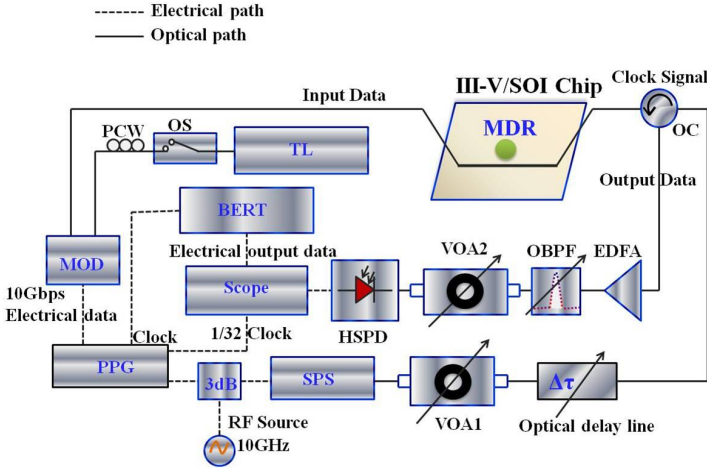 Electrical path
Optical path
III-V/SOI Chip
Clock Signal
Input Data
MDR
OC
PCW
OS
TL
Output Data
BERT
Electrical output data
VOA2
OBPF
EDFA
MOD
Scope
10Gbps
Electrical data
Clock
1/32 Clock
HSPD
PPG
3dB
SPS
Δτ
RF Source
10GHz
VOA1
Optical delay line